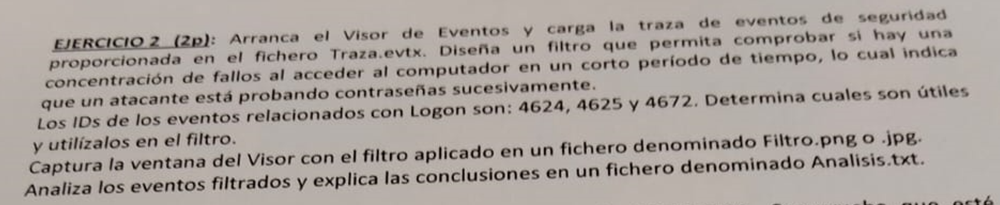 EJERCICIO 2 (2p): Arranca el Visor de Eventos y carga la traza de eventos de seguridad
proporcionada en el fichero Traza.evtx. Diseña un filtro que permita comprobar si hay una
concentración de fallos al acceder al computador en un corto período de tiempo, lo cual indica
que un atacante está probando contraseñas sucesivamente.
Los IDs de los eventos relacionados con Logon son: 4624, 4625 y 4672. Determina cuales son útiles
y utilízalos en el filtro.
Captura la ventana del Visor con el filtro aplicado en un fichero denominado Filtro.png o .jpg.
Analiza los eventos filtrados y explica las conclusiones en un fichero denominado Analisis.txt.
que esté